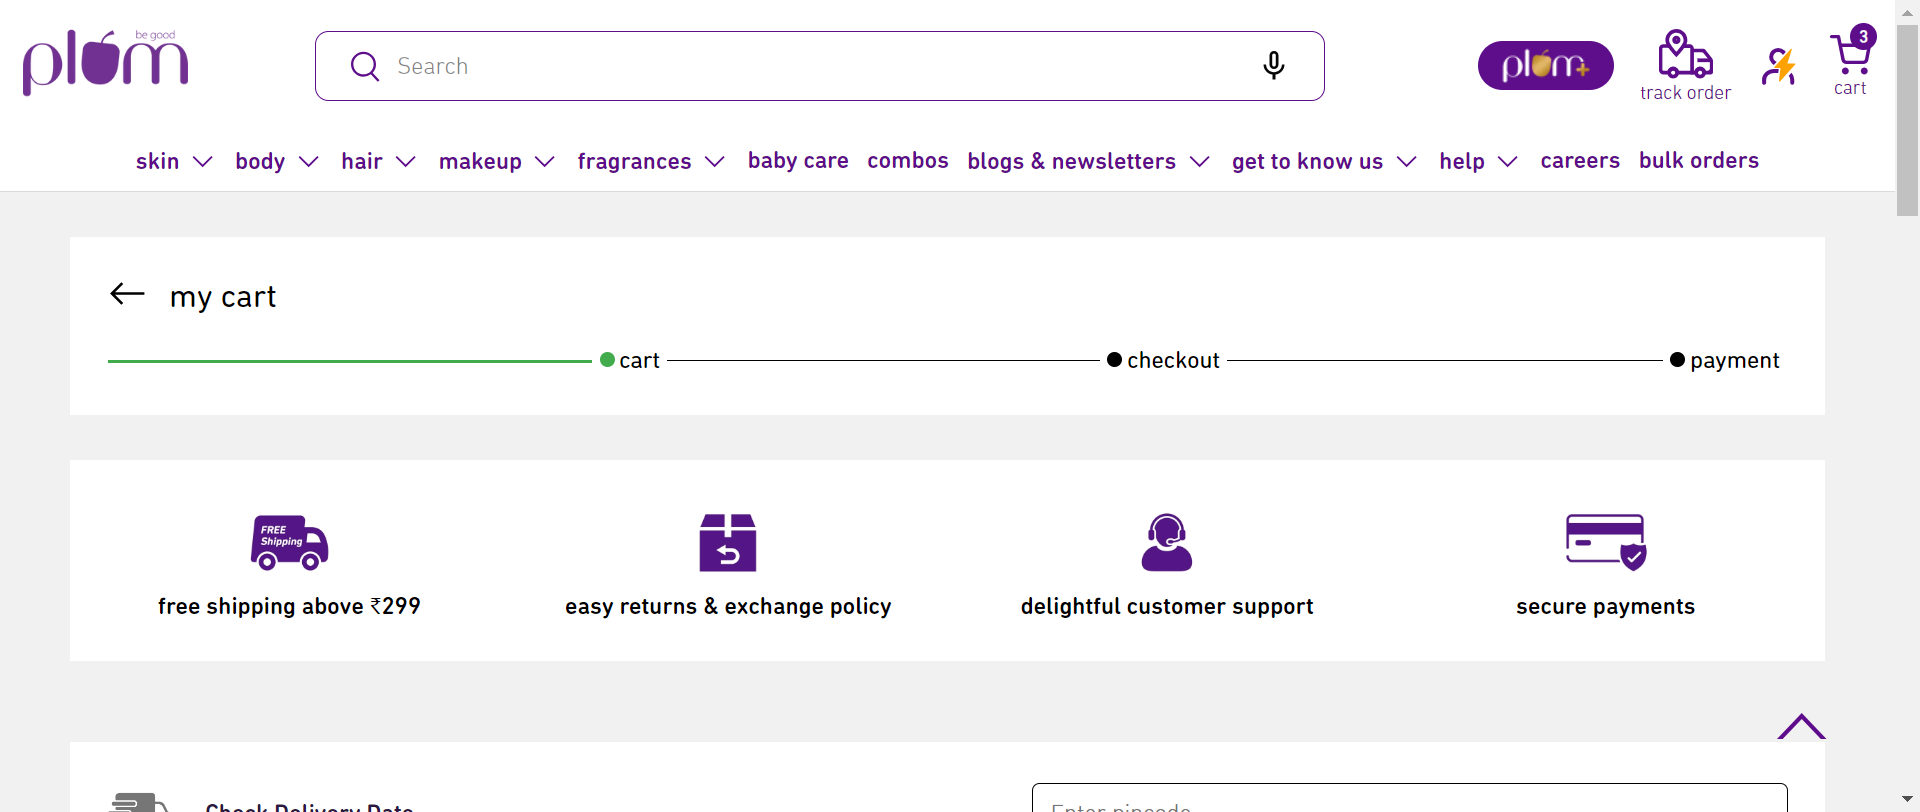 be good
plum
Search
plum+
track order
3
cart
skin body hair makeup fragrances baby care combos blogs & newsletters get to know us help careers bulk orders
my cart
cart checkout payment
FREE
Shipping
free shipping above ₹299
easy returns & exchange policy
delightful customer support
secure payments
Check Delivery Date
Enter pincode